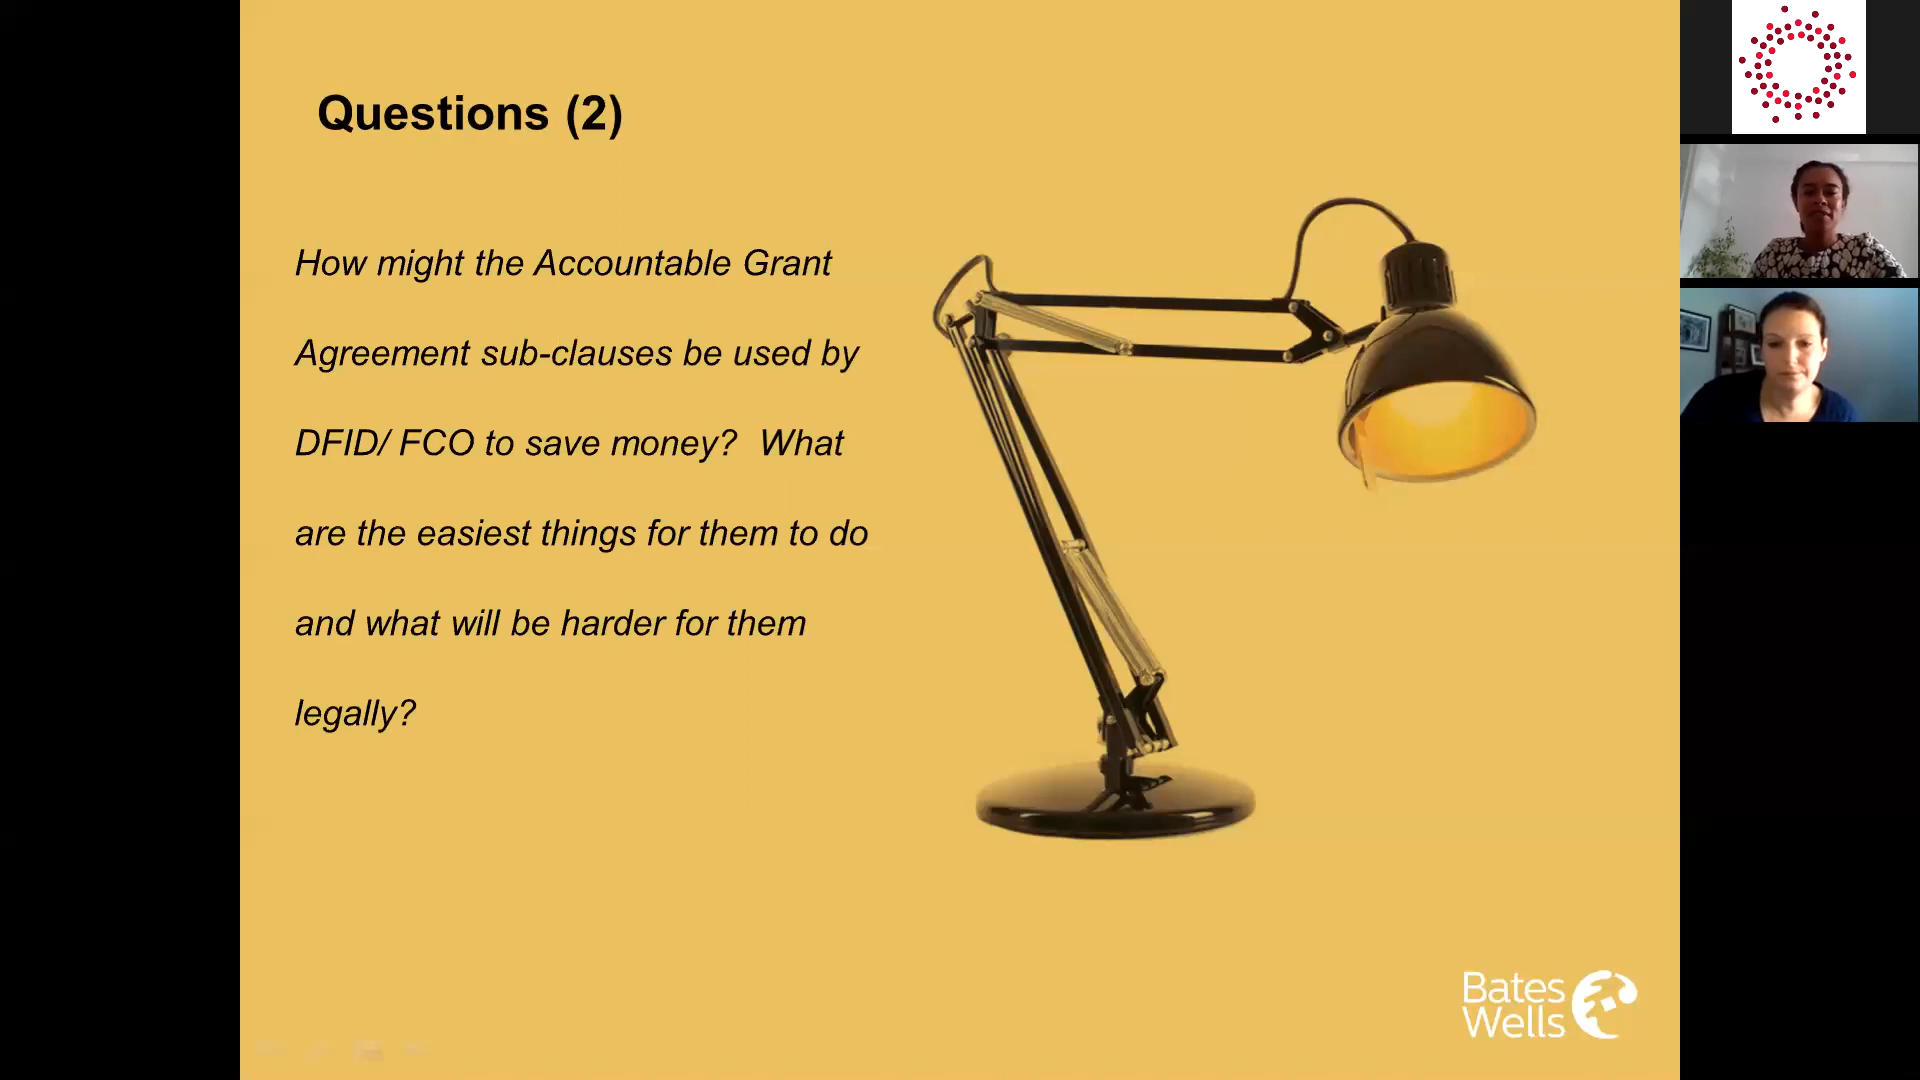 Questions (2)
How might the Accountable Grant
Agreement sub-clauses be used by
DFID/ FCO to save money?  What
are the easiest things for them to do
and what will be harder for them
legally?
Bates
Wells